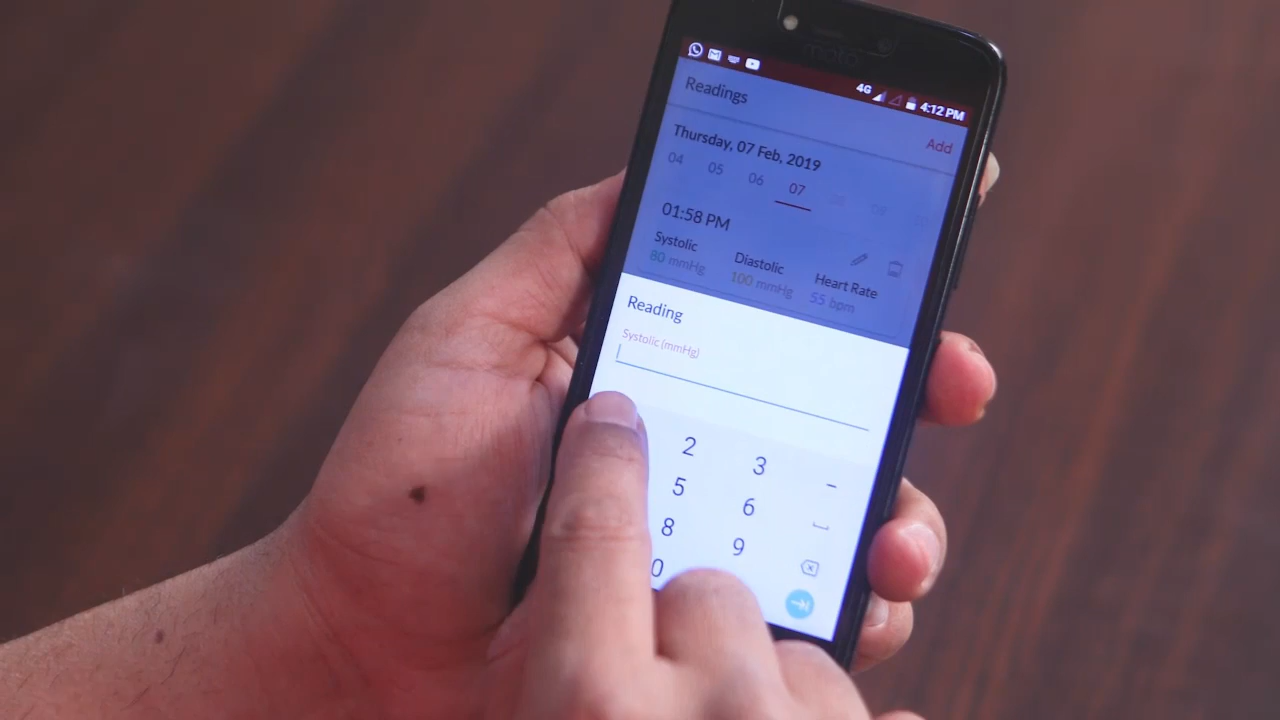 moto
4G 4:12 PM
Readings
Add
Thursday, 07 Feb, 2019
04 05 06 07
01:58 PM
Systolic Diastolic Heart Rate
80 mmHg 100 mmHg 55 bpm
Reading
Systolic (mmHg)
2 3 -
5 6
8 9
0